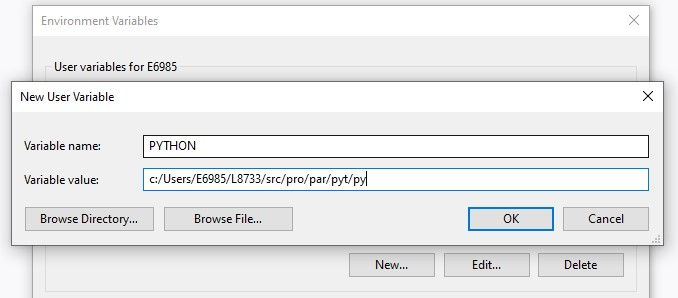 Environment Variables
User variables for E6985
New User Variable
Variable name: PYTHON
Variable value: c:/Users/E6985/L8733/src/pro/par/pyt/py
Browse Directory... Browse File... OK Cancel
New... Edit... Delete